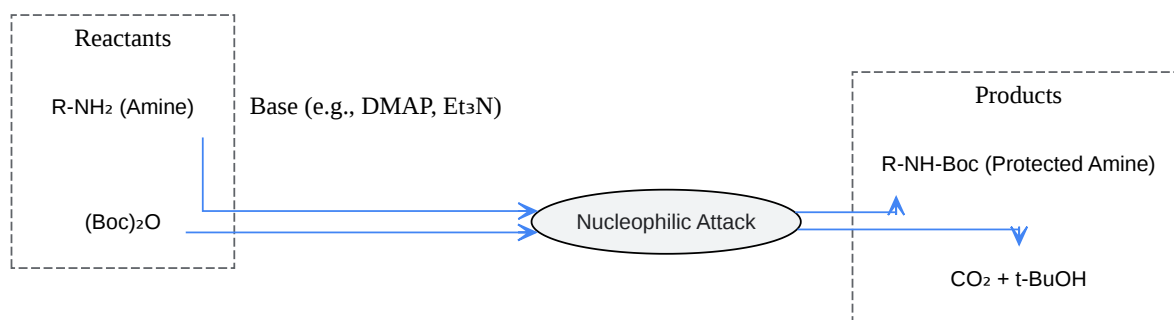 Reactants
R-NH₂ (Amine)
Base (e.g., DMAP, Et₃N)
(Boc)₂O
Nucleophilic Attack
Products
R-NH-Boc (Protected Amine)
CO₂ + t-BuOH